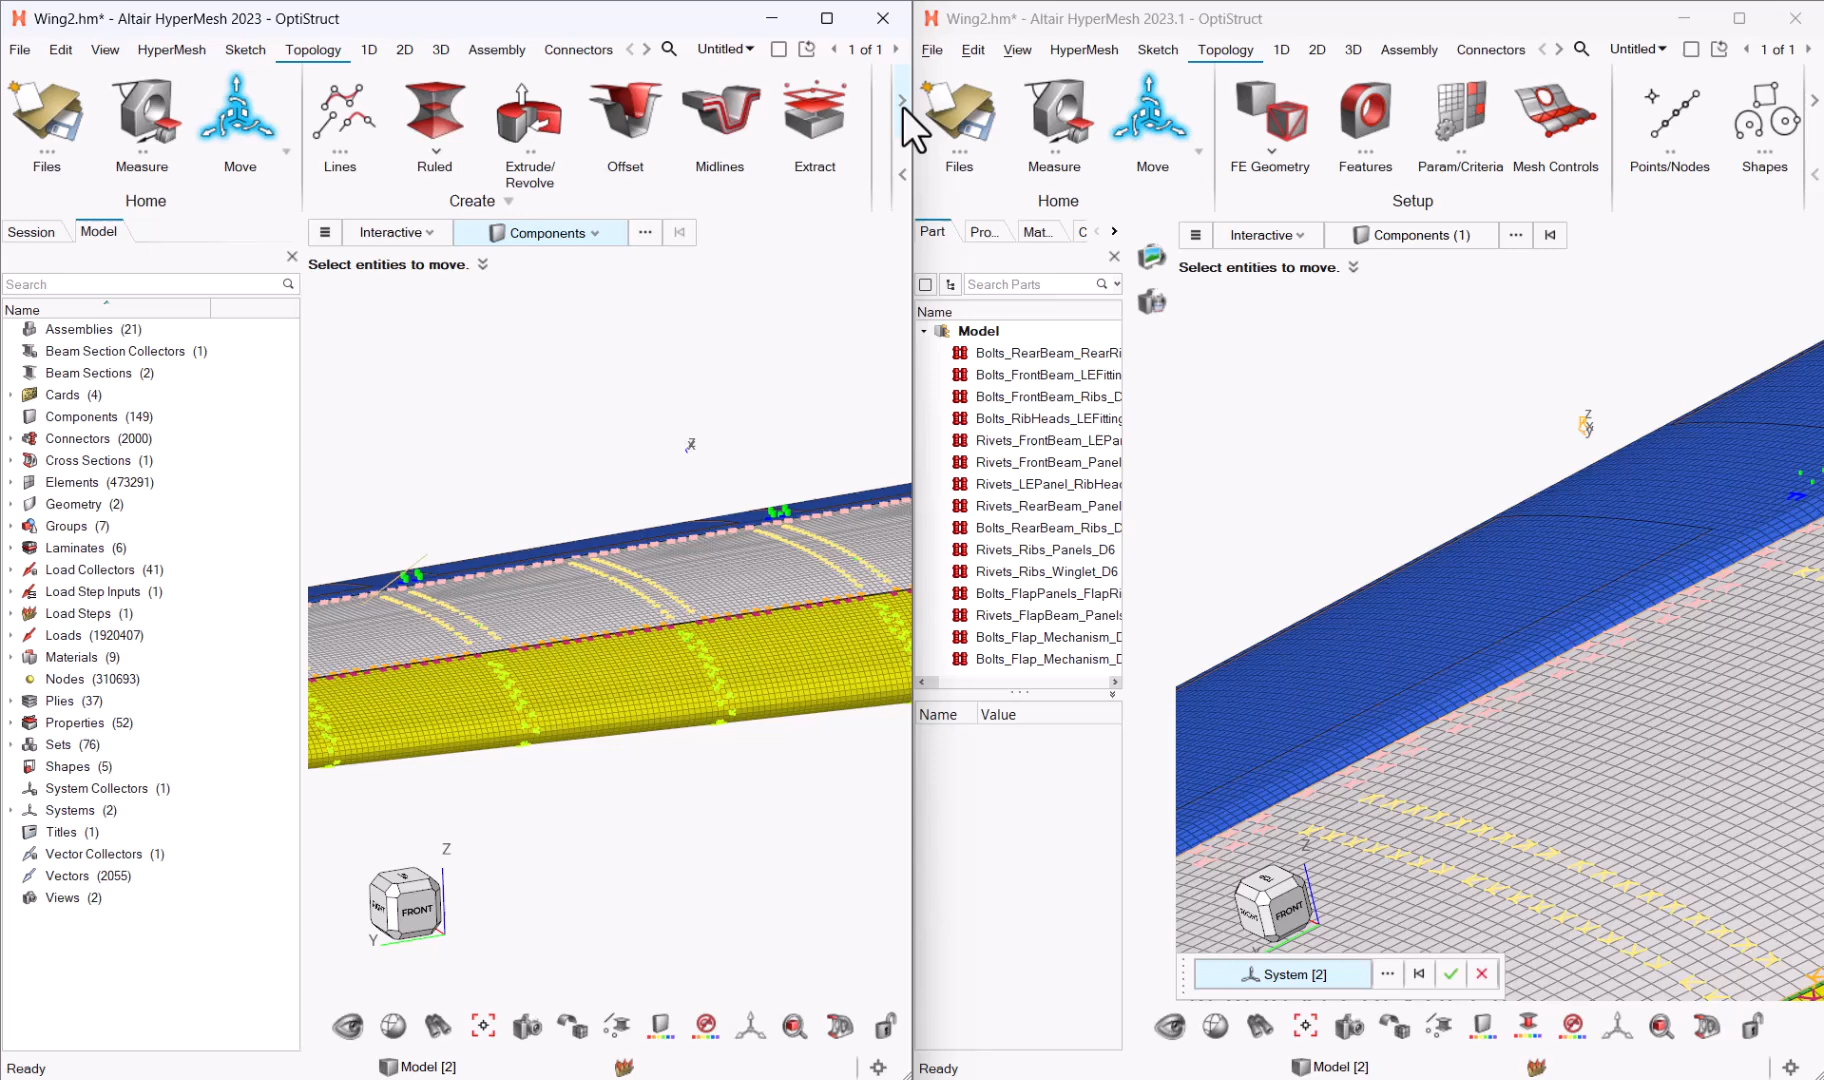 Wing2.hm* - Altair HyperMesh 2023 - OptiStruct
File Edit View HyperMesh Sketch Topology 1D 2D 3D Assembly Connectors Untitled 1 of 1
Files Measure Move Lines Ruled Extrude/ Offset Midlines Extract
Revolve
Home Create
Session Model
Interactive Components
Select entities to move.
Search
Name
Assemblies (21)
Beam Section Collectors (1)
Beam Sections (2)
Cards (4)
Components (149)
Connectors (2000)
Cross Sections (1)
Elements (473291)
Geometry (2)
Groups (7)
Laminates (6)
Load Collectors (41)
Load Step Inputs (1)
Load Steps (1)
Loads (1920407)
Materials (9)
Nodes (310693)
Plies (37)
Properties (52)
Sets (76)
Shapes (5)
System Collectors (1)
Systems (2)
Titles (1)
Vector Collectors (1)
Vectors (2055)
Views (2)
Z
FRONT
Y
Ready Model [2]
Wing2.hm* - Altair HyperMesh 2023.1 - OptiStruct
File Edit View HyperMesh Sketch Topology 1D 2D 3D Assembly Connectors Untitled 1 of 1
Files Measure Move FE Geometry Features Param/Criteria Mesh Controls Points/Nodes Shapes
Home Setup
Part Pro... Mat... C
Interactive Components (1)
Select entities to move.
Search Parts
Name
Model
Bolts_RearBeam_RearRi
Bolts_FrontBeam_LEFittin
Bolts_FrontBeam_Ribs_D
Bolts_RibHeads_LEFitting
Rivets_FrontBeam_LEPa
Rivets_FrontBeam_Panel
Rivets_LEPanel_RibHea
Rivets_RearBeam_Panel
Bolts_RearBeam_Ribs_D
Rivets_Ribs_Panels_D6
Rivets_Ribs_Winglet_D6
Bolts_FlapPanels_FlapRi
Rivets_FlapBeam_Panels
Bolts_Flap_Mechanism_D
Bolts_Flap_Mechanism_D
Name Value
Z
FRONT
System [2]
Ready Model [2]